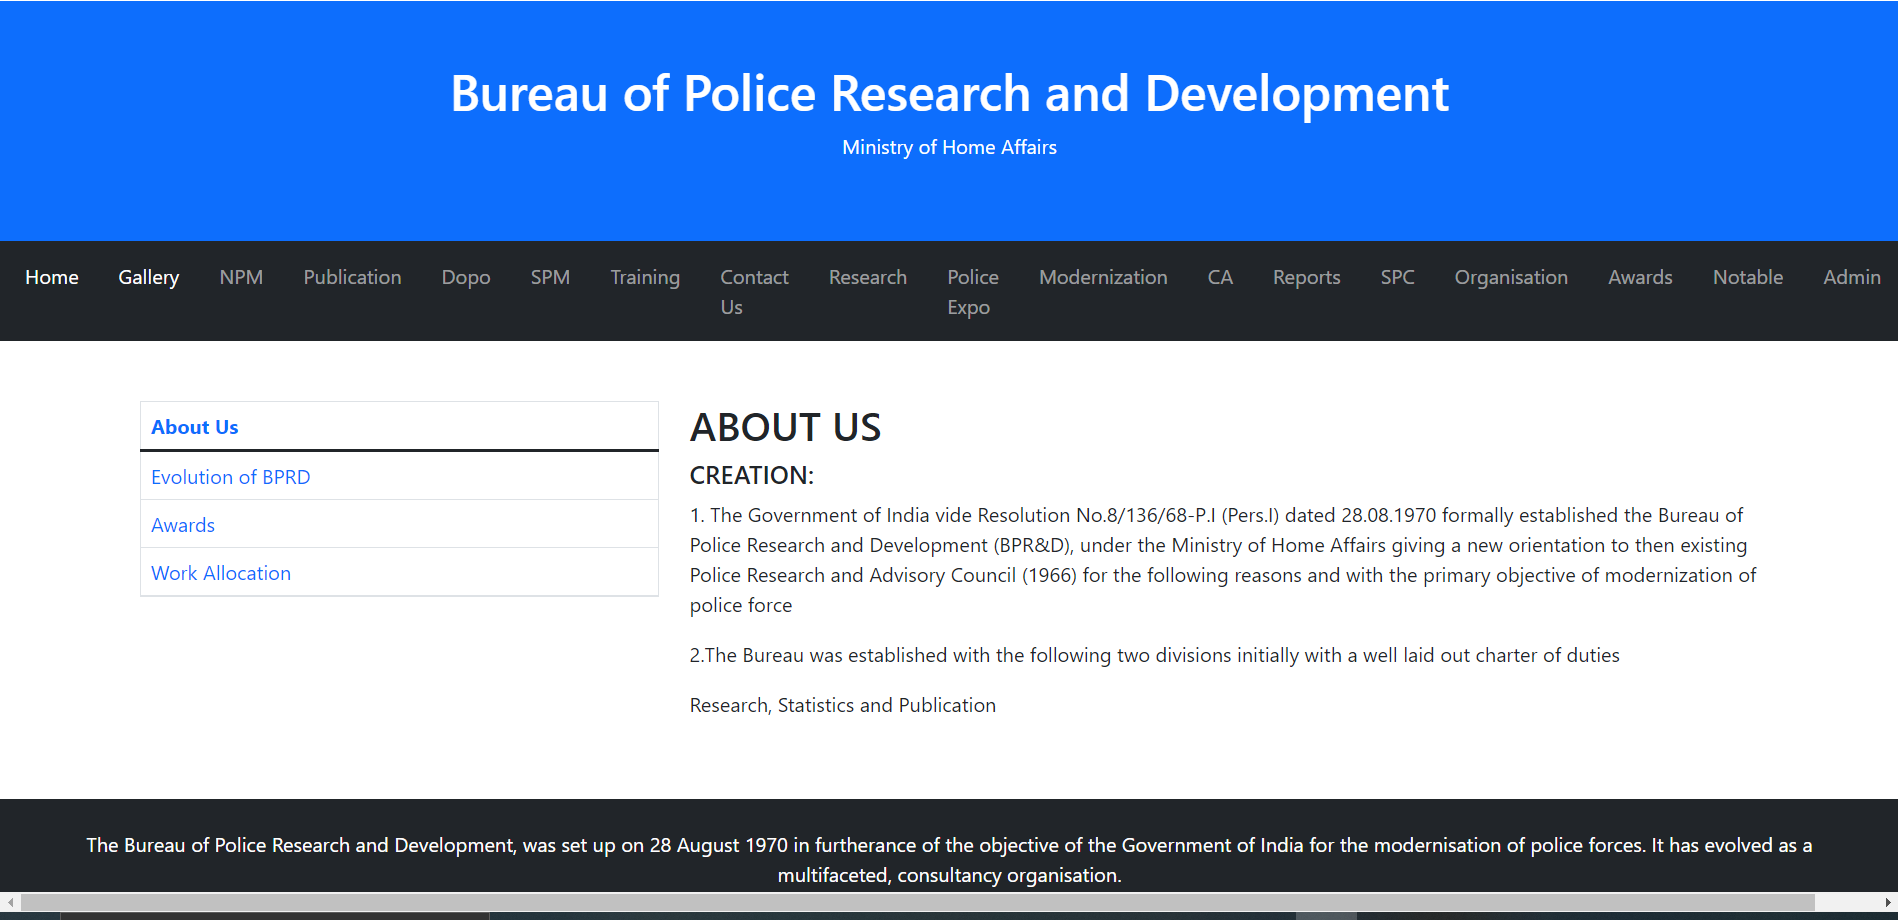 Bureau of Police Research and Development
Ministry of Home Affairs
Home Gallery NPM Publication Dopo SPM Training Contact Us Research Police Expo Modernization CA Reports SPC Organisation Awards Notable Admin
About Us
Evolution of BPRD
Awards
Work Allocation
ABOUT US
CREATION:
1. The Government of India vide Resolution No.8/136/68-P.I (Pers.I) dated 28.08.1970 formally established the Bureau of
Police Research and Development (BPR&D), under the Ministry of Home Affairs giving a new orientation to then existing
Police Research and Advisory Council (1966) for the following reasons and with the primary objective of modernization of
police force
2.The Bureau was established with the following two divisions initially with a well laid out charter of duties
Research, Statistics and Publication
The Bureau of Police Research and Development, was set up on 28 August 1970 in furtherance of the objective of the Government of India for the modernisation of police forces. It has evolved as a
multifaceted, consultancy organisation.